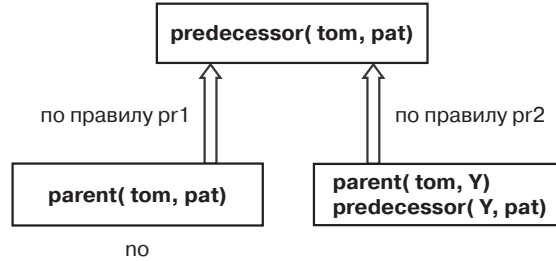 predecessor( tom, pat)
по правилу pr1
по правилу pr2
parent( tom, pat)
parent( tom, Y)
predecessor( Y, pat)
no